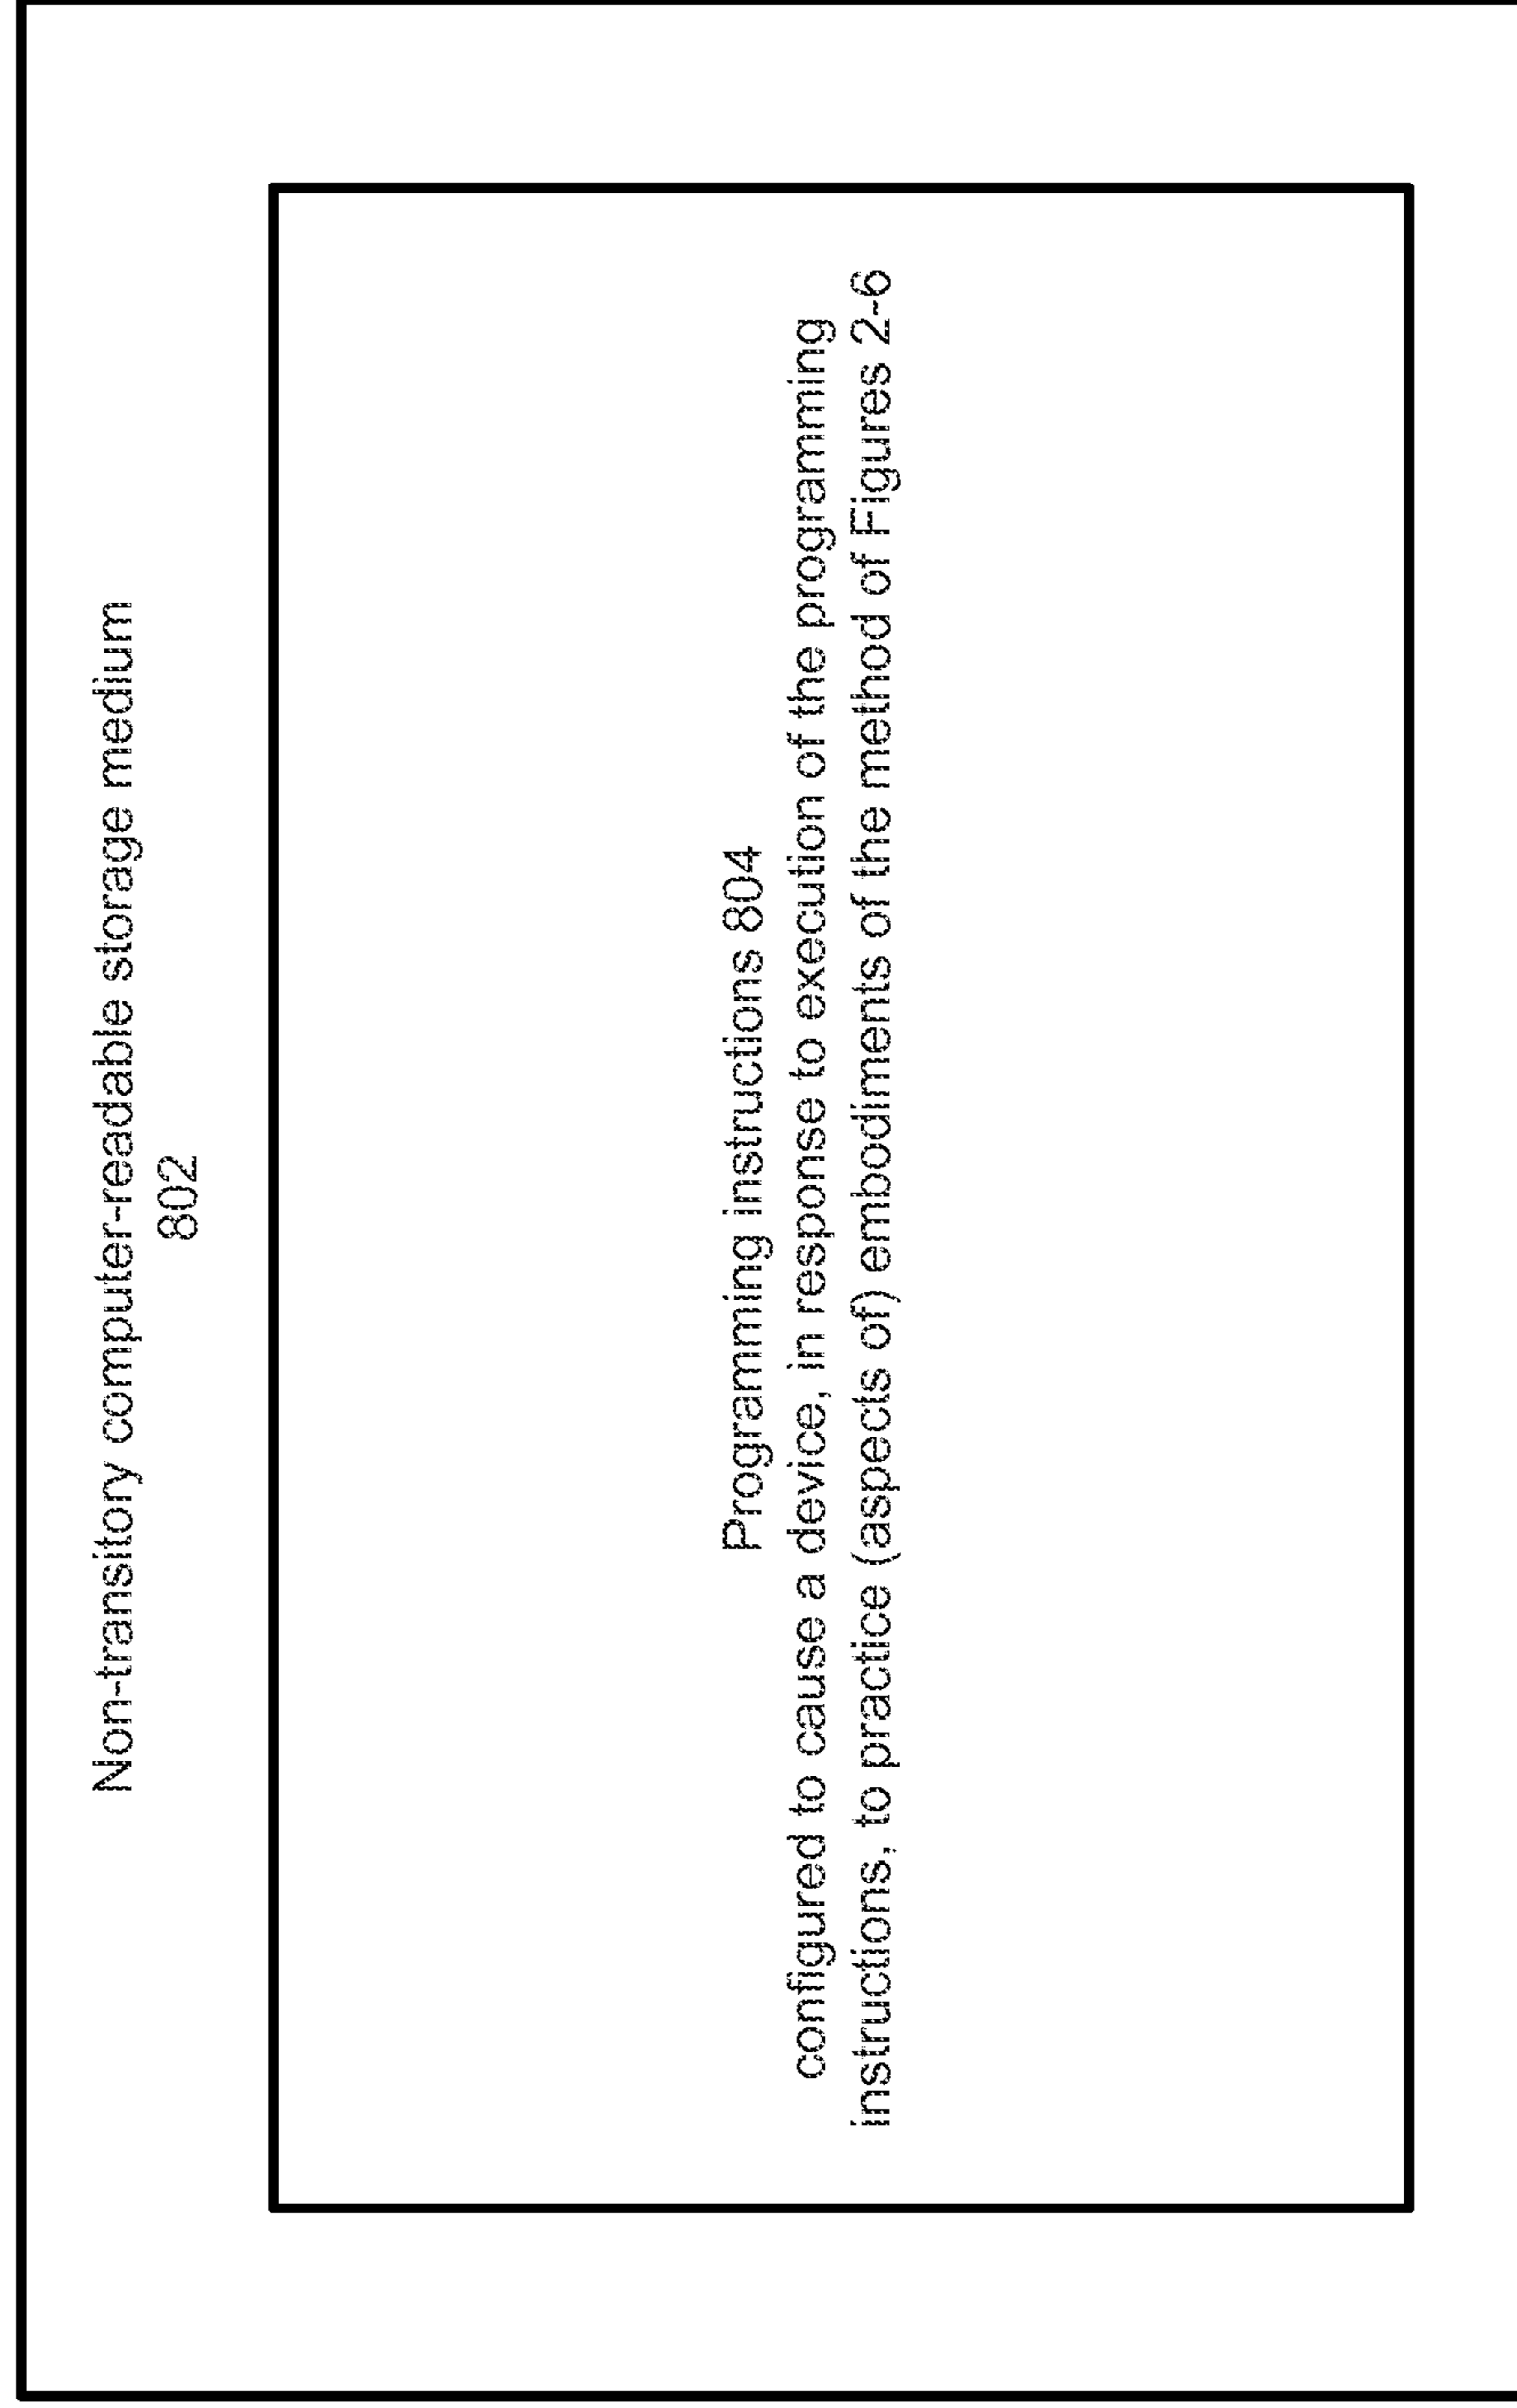 Non-transitory computer-readable storage medium
802
Programming instructions 804
configured to cause a device, in response to execution of the programming
instructions, to practice (aspects of) embodiments of the method of Figures 2-6